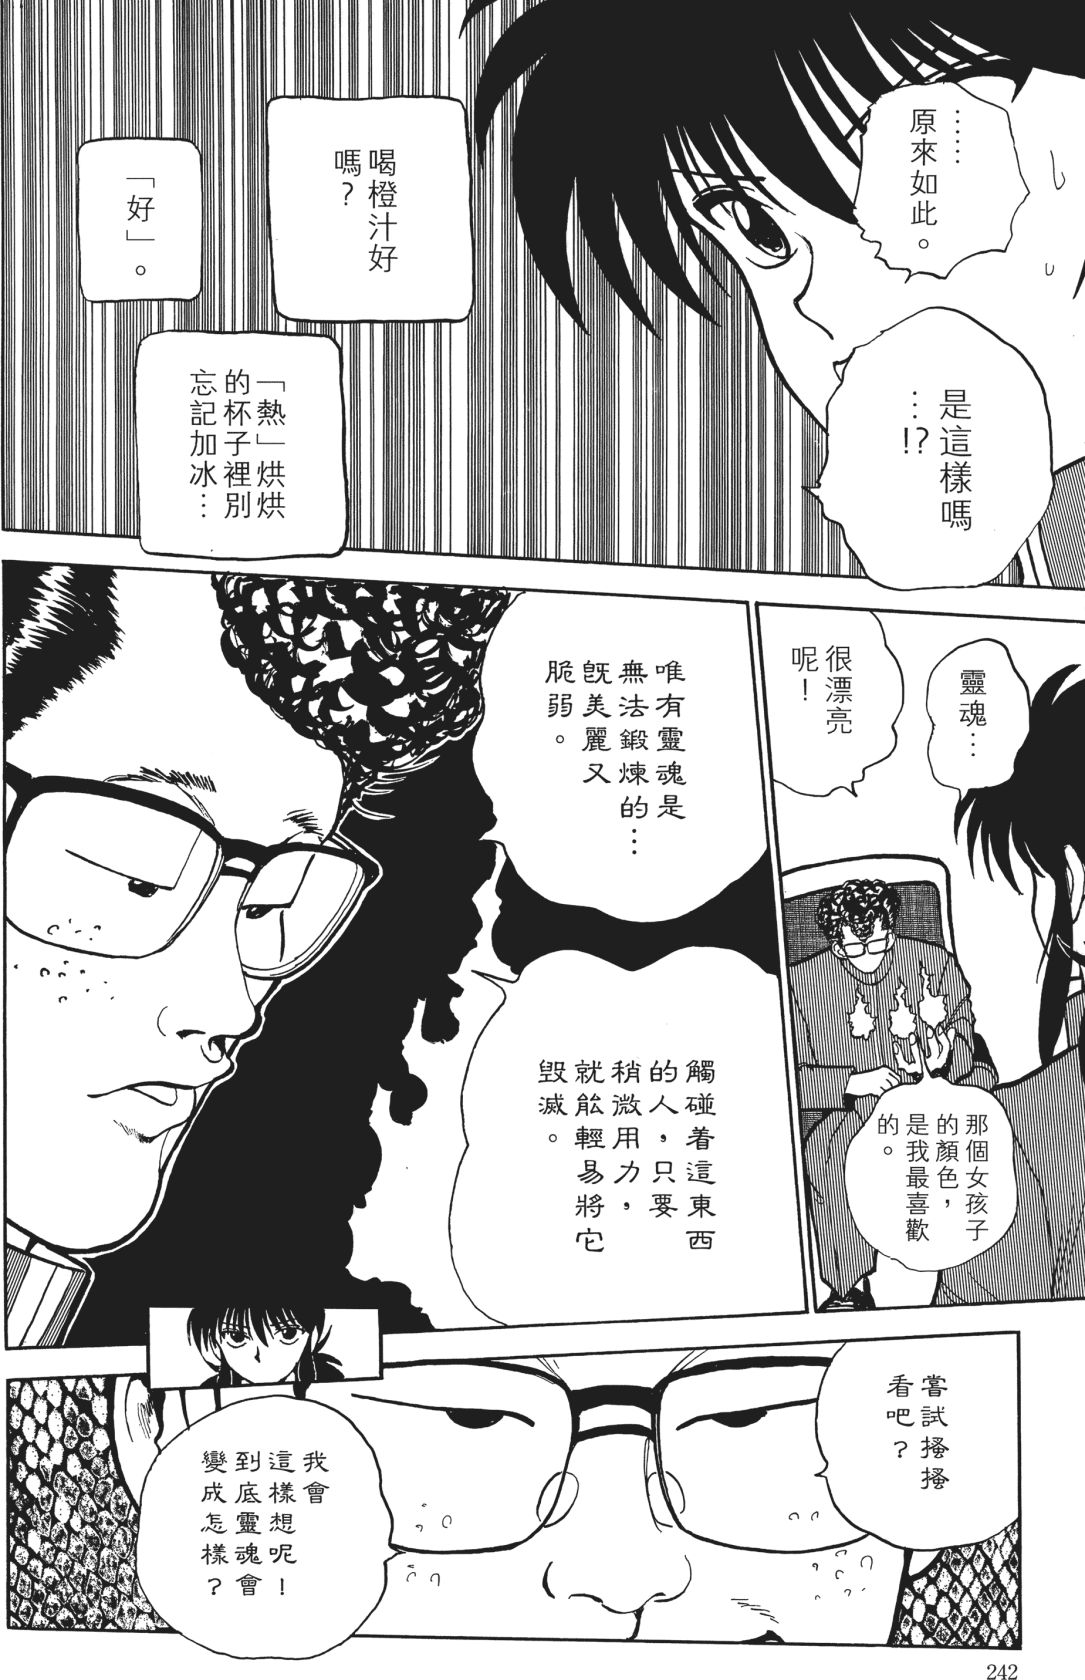 ……
原來如此。
是這樣嗎
…!?
喝橙汁好
嗎？
「好」。
「熱」烘烘
的杯子裡別
忘記加冰…
靈魂…
很漂亮
呢！
那個女孩子
的顏色，
是我最喜歡
的。
唯有靈魂是
無法鍛煉的…
既美麗又
脆弱。
觸碰着這東西
的人，只要
稍微用力，
就能輕易將它
毀滅。
嘗試搔搔
看吧？
我會
這樣想呢！
到底靈魂會
變成怎樣？
242